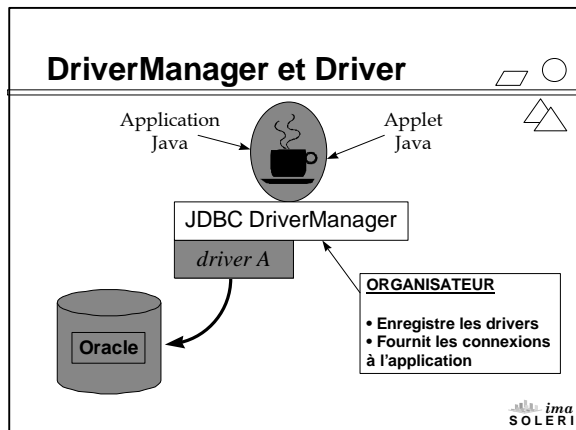 DriverManager et Driver
Application
Java
Applet
Java
JDBC DriverManager
driver A
ORGANISATEUR
• Enregistre les drivers
• Fournit les connexions
à l'application
Oracle
ima
SOLERI